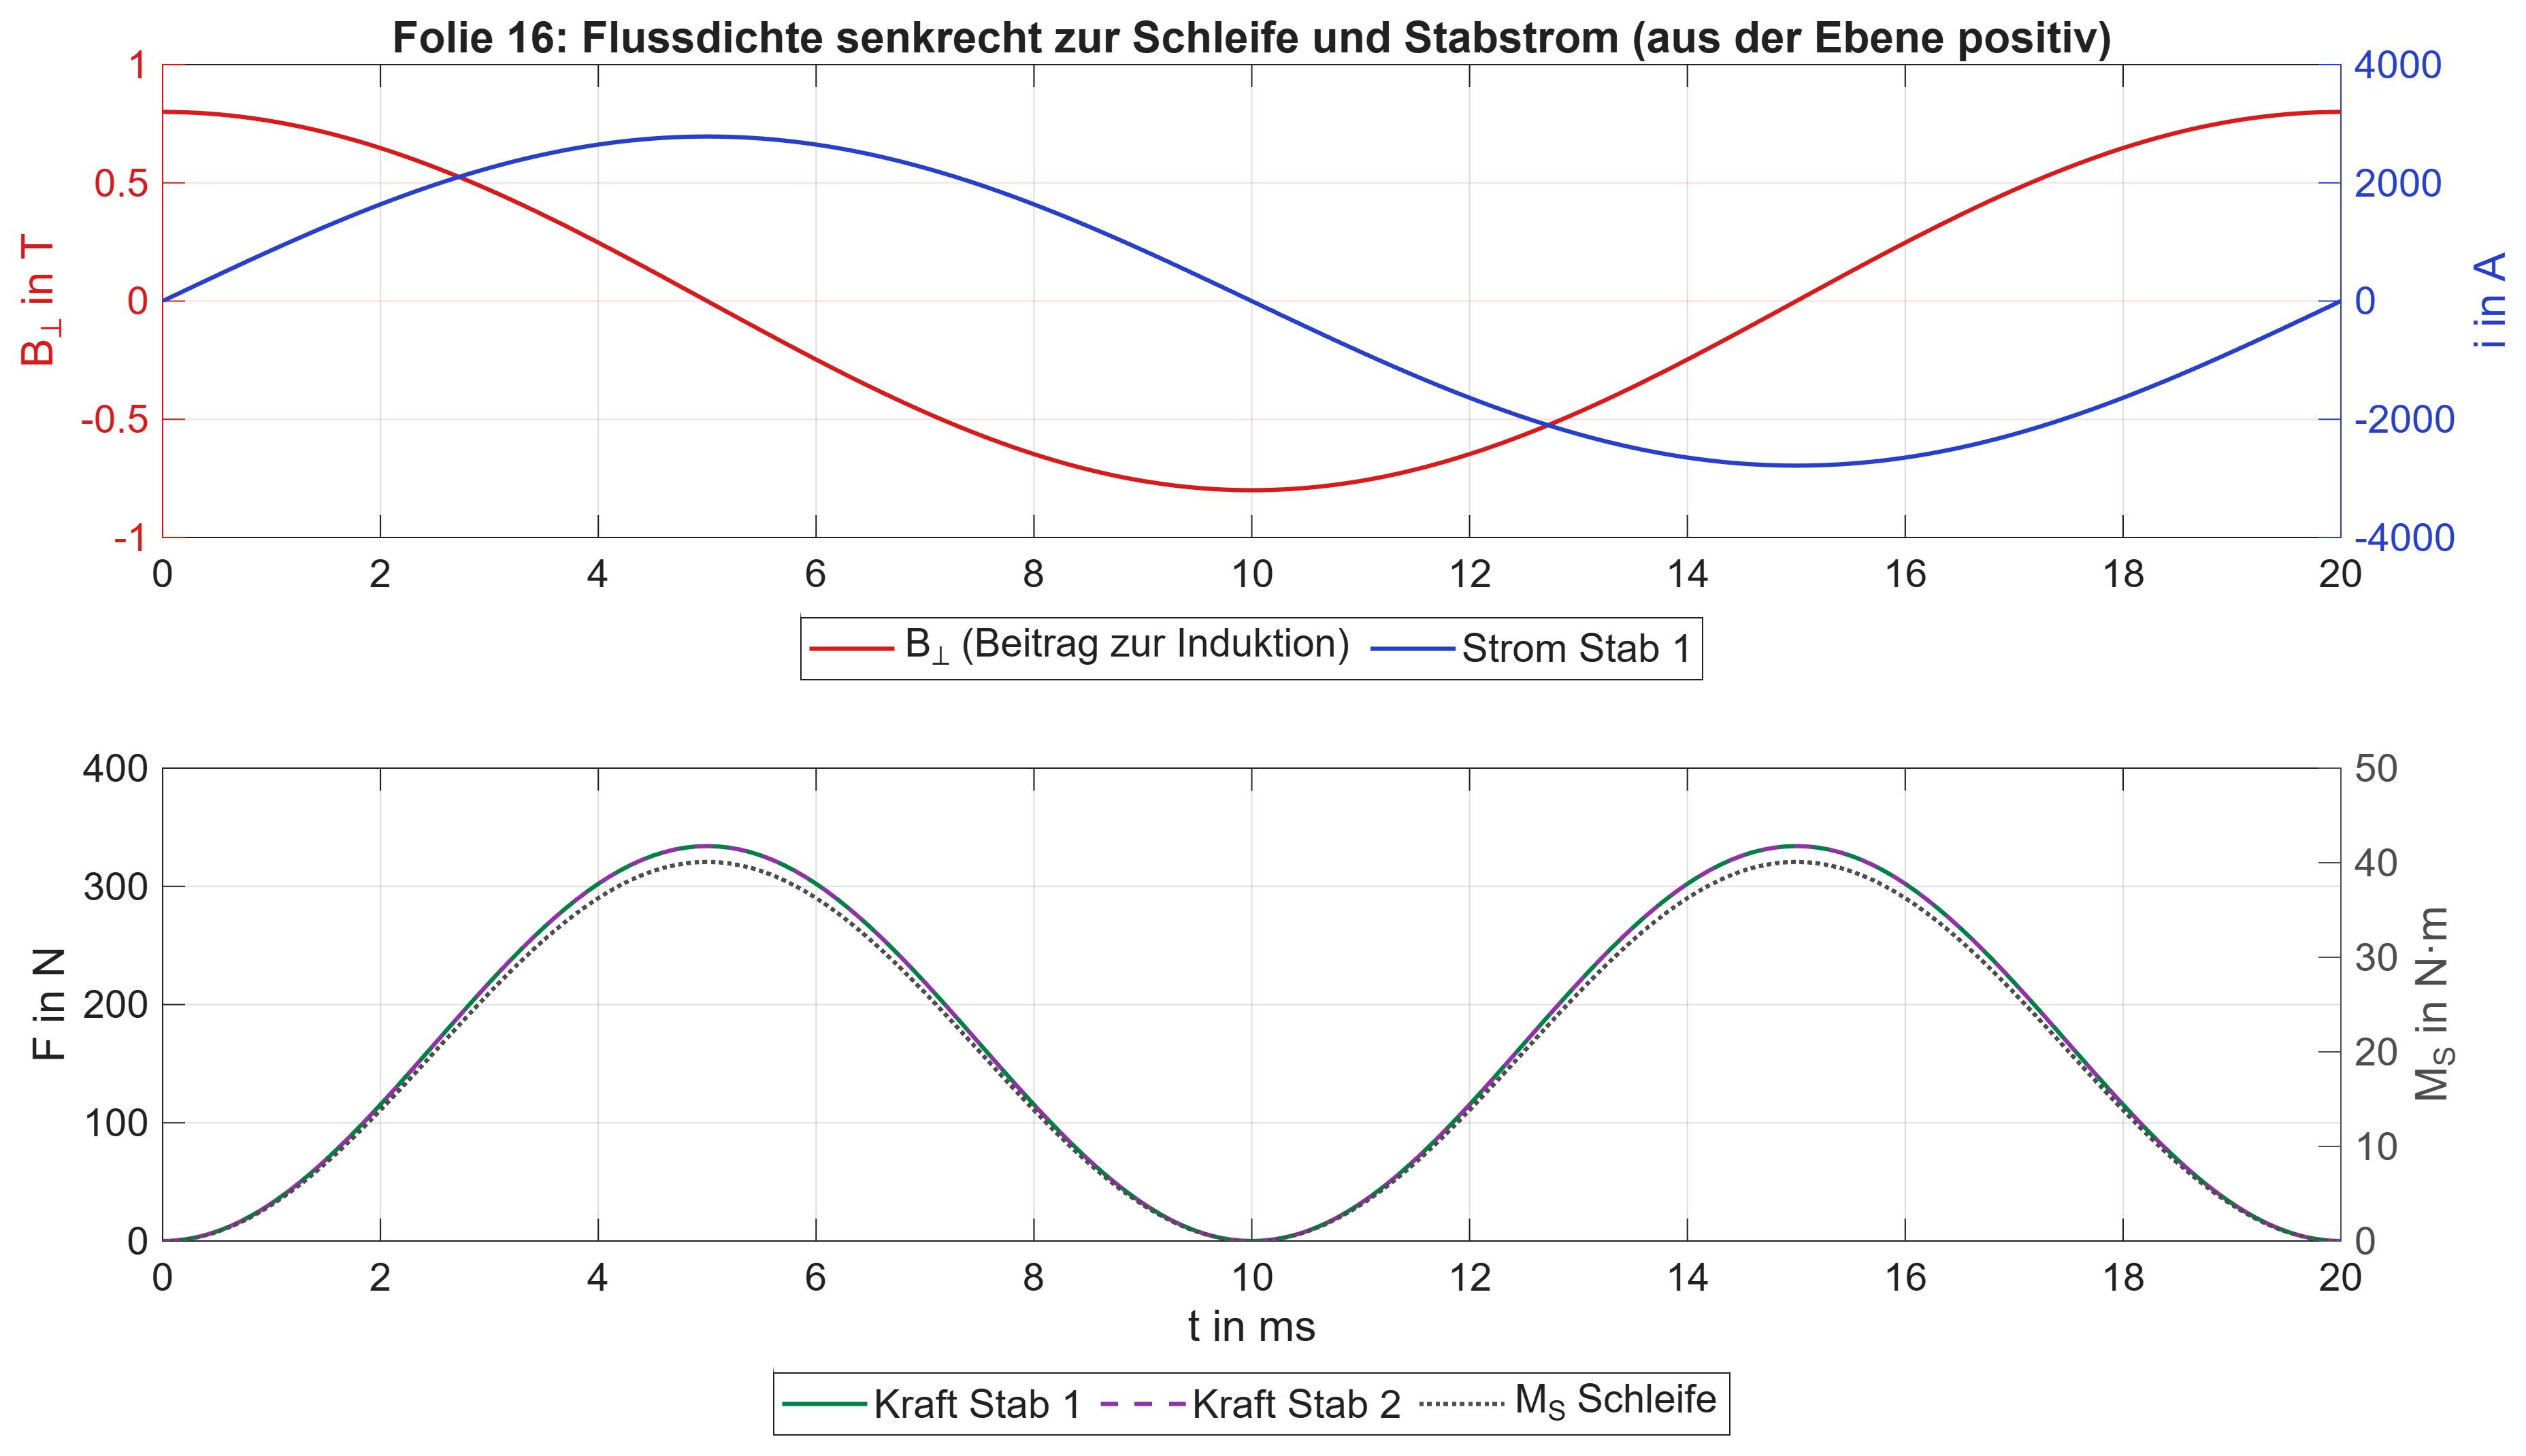 Folie 16: Flussdichte senkrecht zur Schleife und Stabstrom (aus der Ebene positiv)
1
0.5
0
-0.5
-1
B⊥ in T
4000
2000
0
-2000
-4000
i in A
0 2 4 6 8 10 12 14 16 18 20
B⊥ (Beitrag zur Induktion) Strom Stab 1
400
300
200
100
0
F in N
50
40
30
20
10
0
MS in N·m
0 2 4 6 8 10 12 14 16 18 20
t in ms
Kraft Stab 1 Kraft Stab 2 MS Schleife